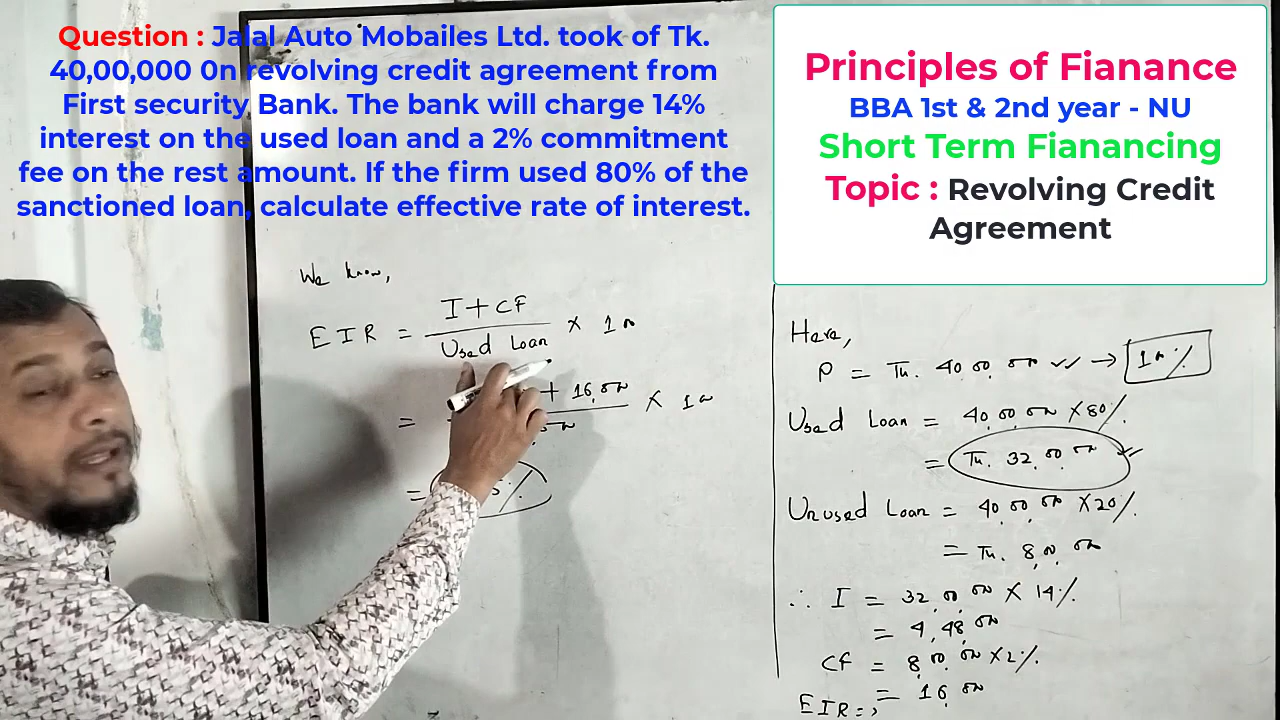 Question : Jalal Auto Mobailes Ltd. took of Tk.
40,00,000 0n revolving credit agreement from
First security Bank. The bank will charge 14%
interest on the used loan and a 2% commitment
fee on the rest amount. If the firm used 80% of the
sanctioned loan, calculate effective rate of interest.
Principles of Fianance
BBA 1st & 2nd year - NU
Short Term Fianancing
Topic : Revolving Credit
Agreement
We know,
EIR = I + CF / Used Loan × 100
= + 16,000 × 100
= 5%
Here,
P = Tk. 40,00,000 → 100%
Used Loan = 40,00,000 × 80%
= Tk. 32,00,000
Unused Loan = 40,00,000 × 20%
= Tk. 8,00,000
∴ I = 32,00,000 × 14%
= 4,48,000
CF = 8,00,000 × 2%
= 16,000
EIR = ?